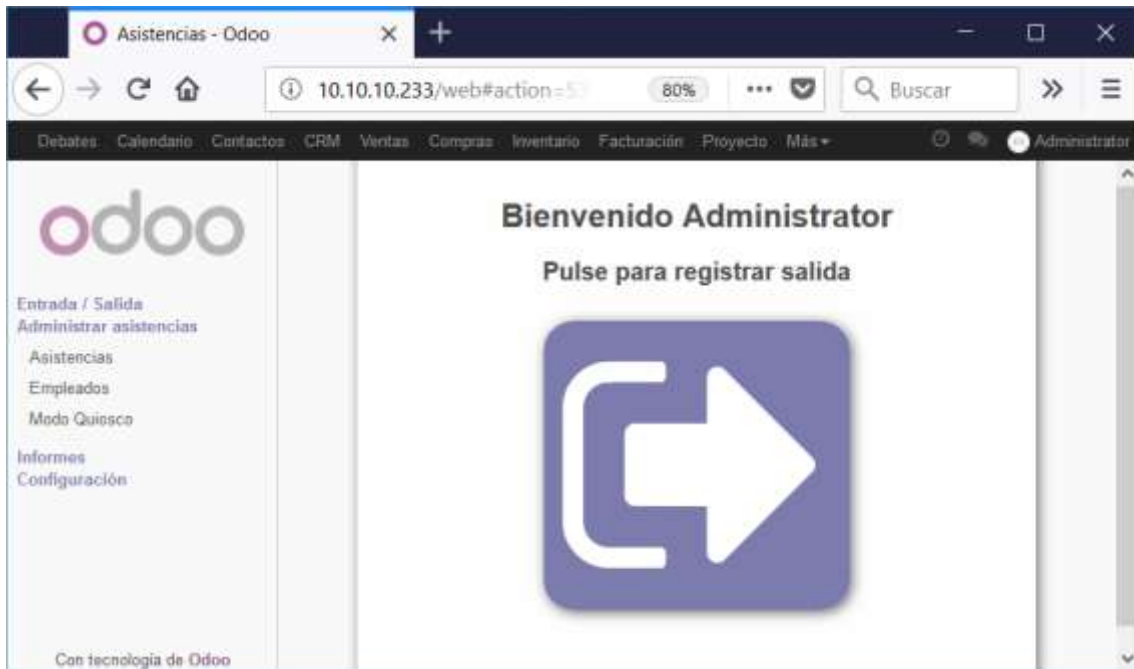 Asistencias - Odoo
10.10.10.233/web#action=53
80%
Buscar
Debates Calendario Contactos CRM Ventas Compras Inventario Facturación Proyecto Más
Administrator
odoo
Bienvenido Administrator
Pulse para registrar salida
Entrada / Salida
Administrar asistencias
Asistencias
Empleados
Modo Quiosco
Informes
Configuración
Con tecnología de Odoo